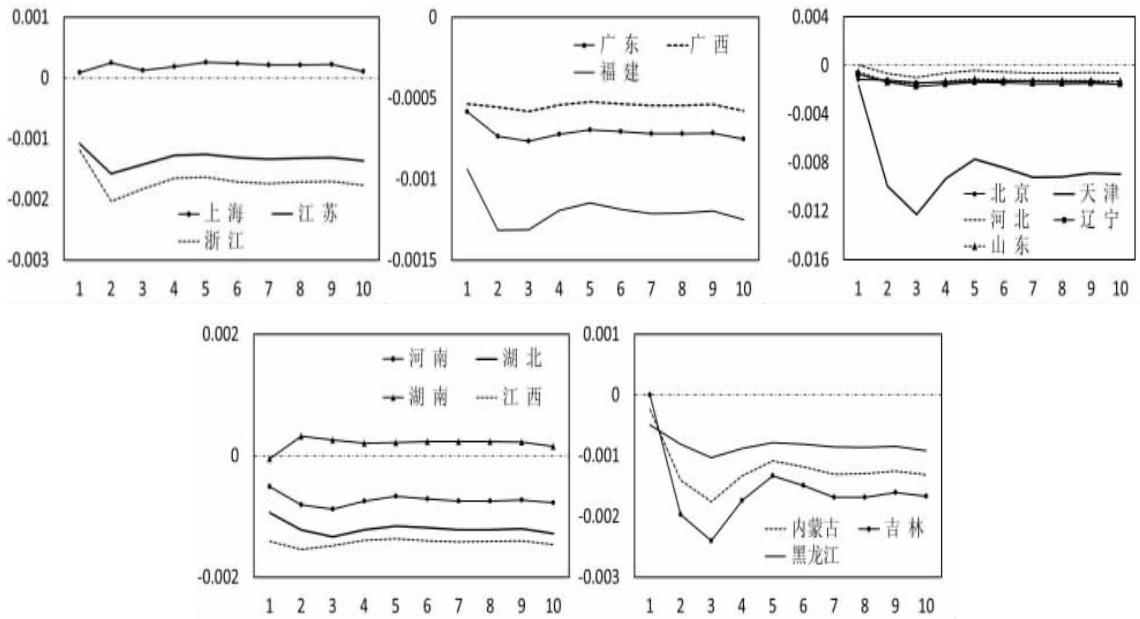 0.001
0
-0.001
-0.002
-0.003
上海 江苏
浙江
1 2 3 4 5 6 7 8 9 10
0
-0.0005
-0.001
-0.0015
广东 广西
福建
1 2 3 4 5 6 7 8 9 10
0.004
0
-0.004
-0.008
-0.012
-0.016
北京 天津
河北 辽宁
山东
1 2 3 4 5 6 7 8 9 10
0.002
0
-0.002
河南 湖北
湖南 江西
1 2 3 4 5 6 7 8 9 10
0.001
0
-0.001
-0.002
-0.003
内蒙古 吉林
黑龙江
1 2 3 4 5 6 7 8 9 10